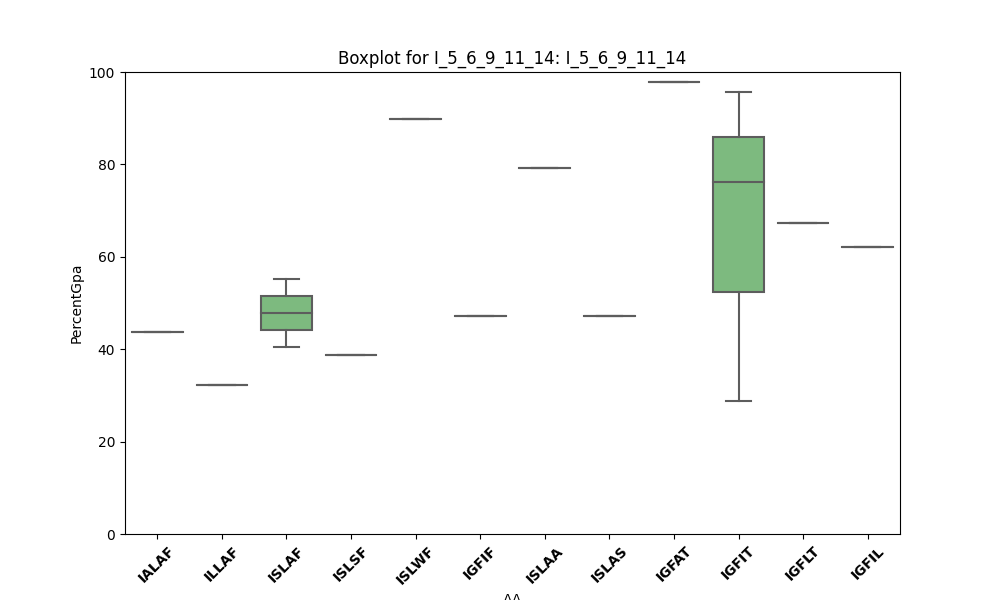 Boxplot for I_5_6_9_11_14: I_5_6_9_11_14
PercentGpa
100
80
60
40
20
0
IALAF ILLAF ISLAF ISLSF ISLWF IGFIF ISLAA ISLAS IGFAT IGFIT IGFLT IGFIL
AA